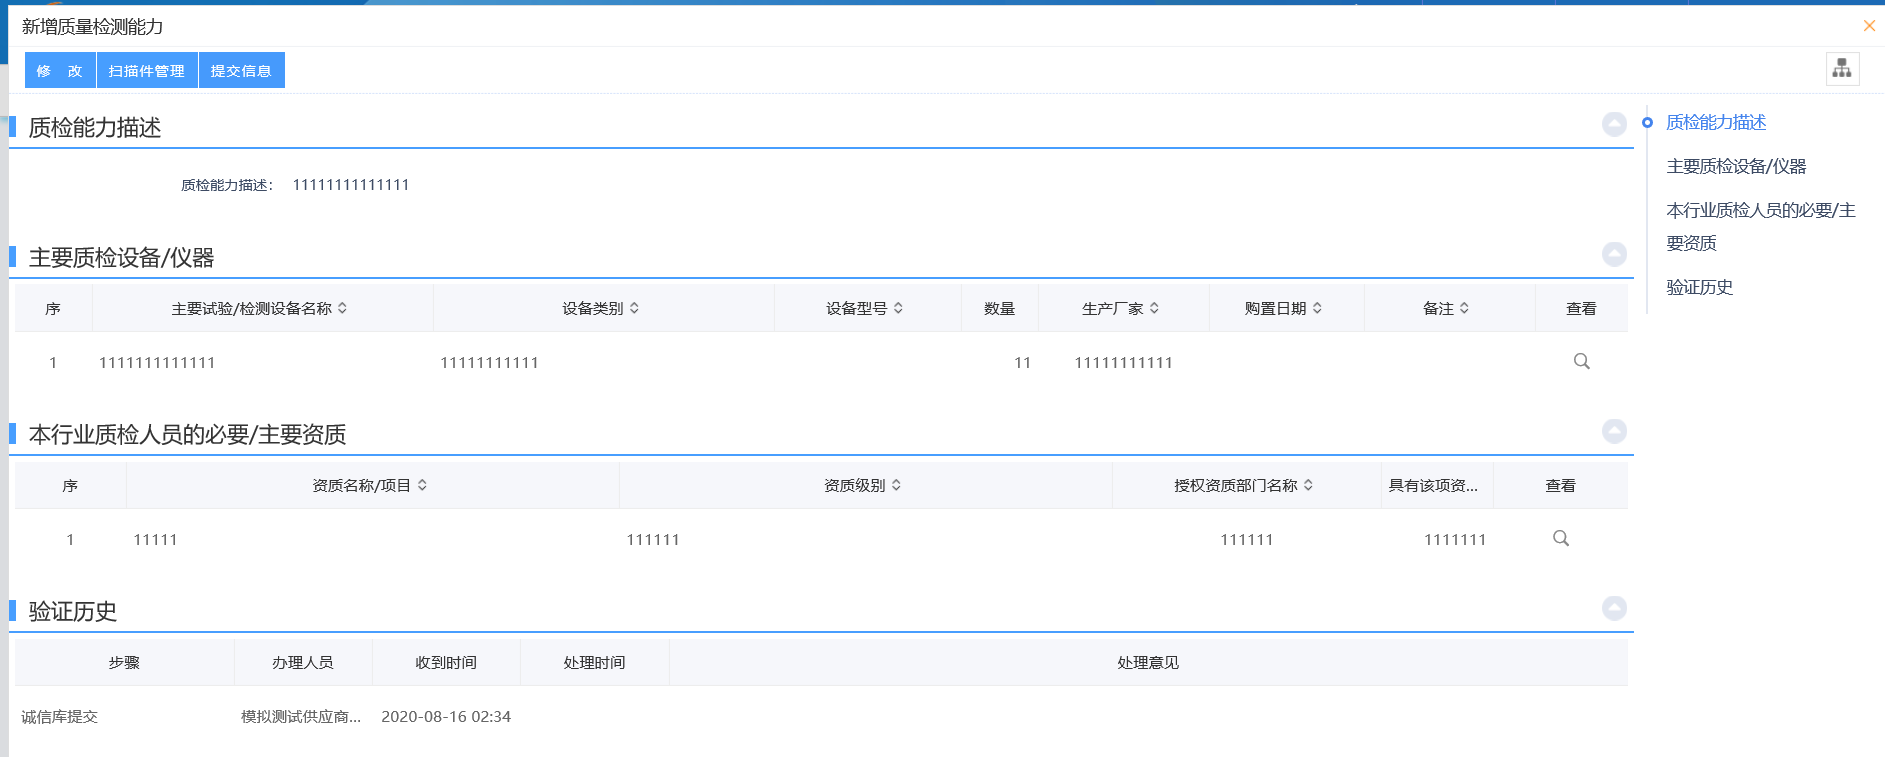 新增质量检测能力
修 改 扫描件管理 提交信息
质检能力描述
质检能力描述： 11111111111111
主要质检设备/仪器
序 主要试验/检测设备名称 设备类别 设备型号 数量 生产厂家 购置日期 备注 查看
1 1111111111111 11111111111 11 11111111111
本行业质检人员的必要/主要资质
序 资质名称/项目 资质级别 授权资质部门名称 具有该项资... 查看
1 11111 111111 111111 1111111
验证历史
步骤 办理人员 收到时间 处理时间 处理意见
诚信库提交 模拟测试供应商... 2020-08-16 02:34
质检能力描述
主要质检设备/仪器
本行业质检人员的必要/主
要资质
验证历史